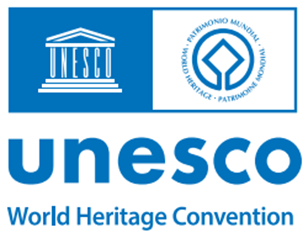 UNESCO
WORLD HERITAGE • PATRIMONIO MUNDIAL • PATRIMOINE MONDIAL •
unesco
World Heritage Convention